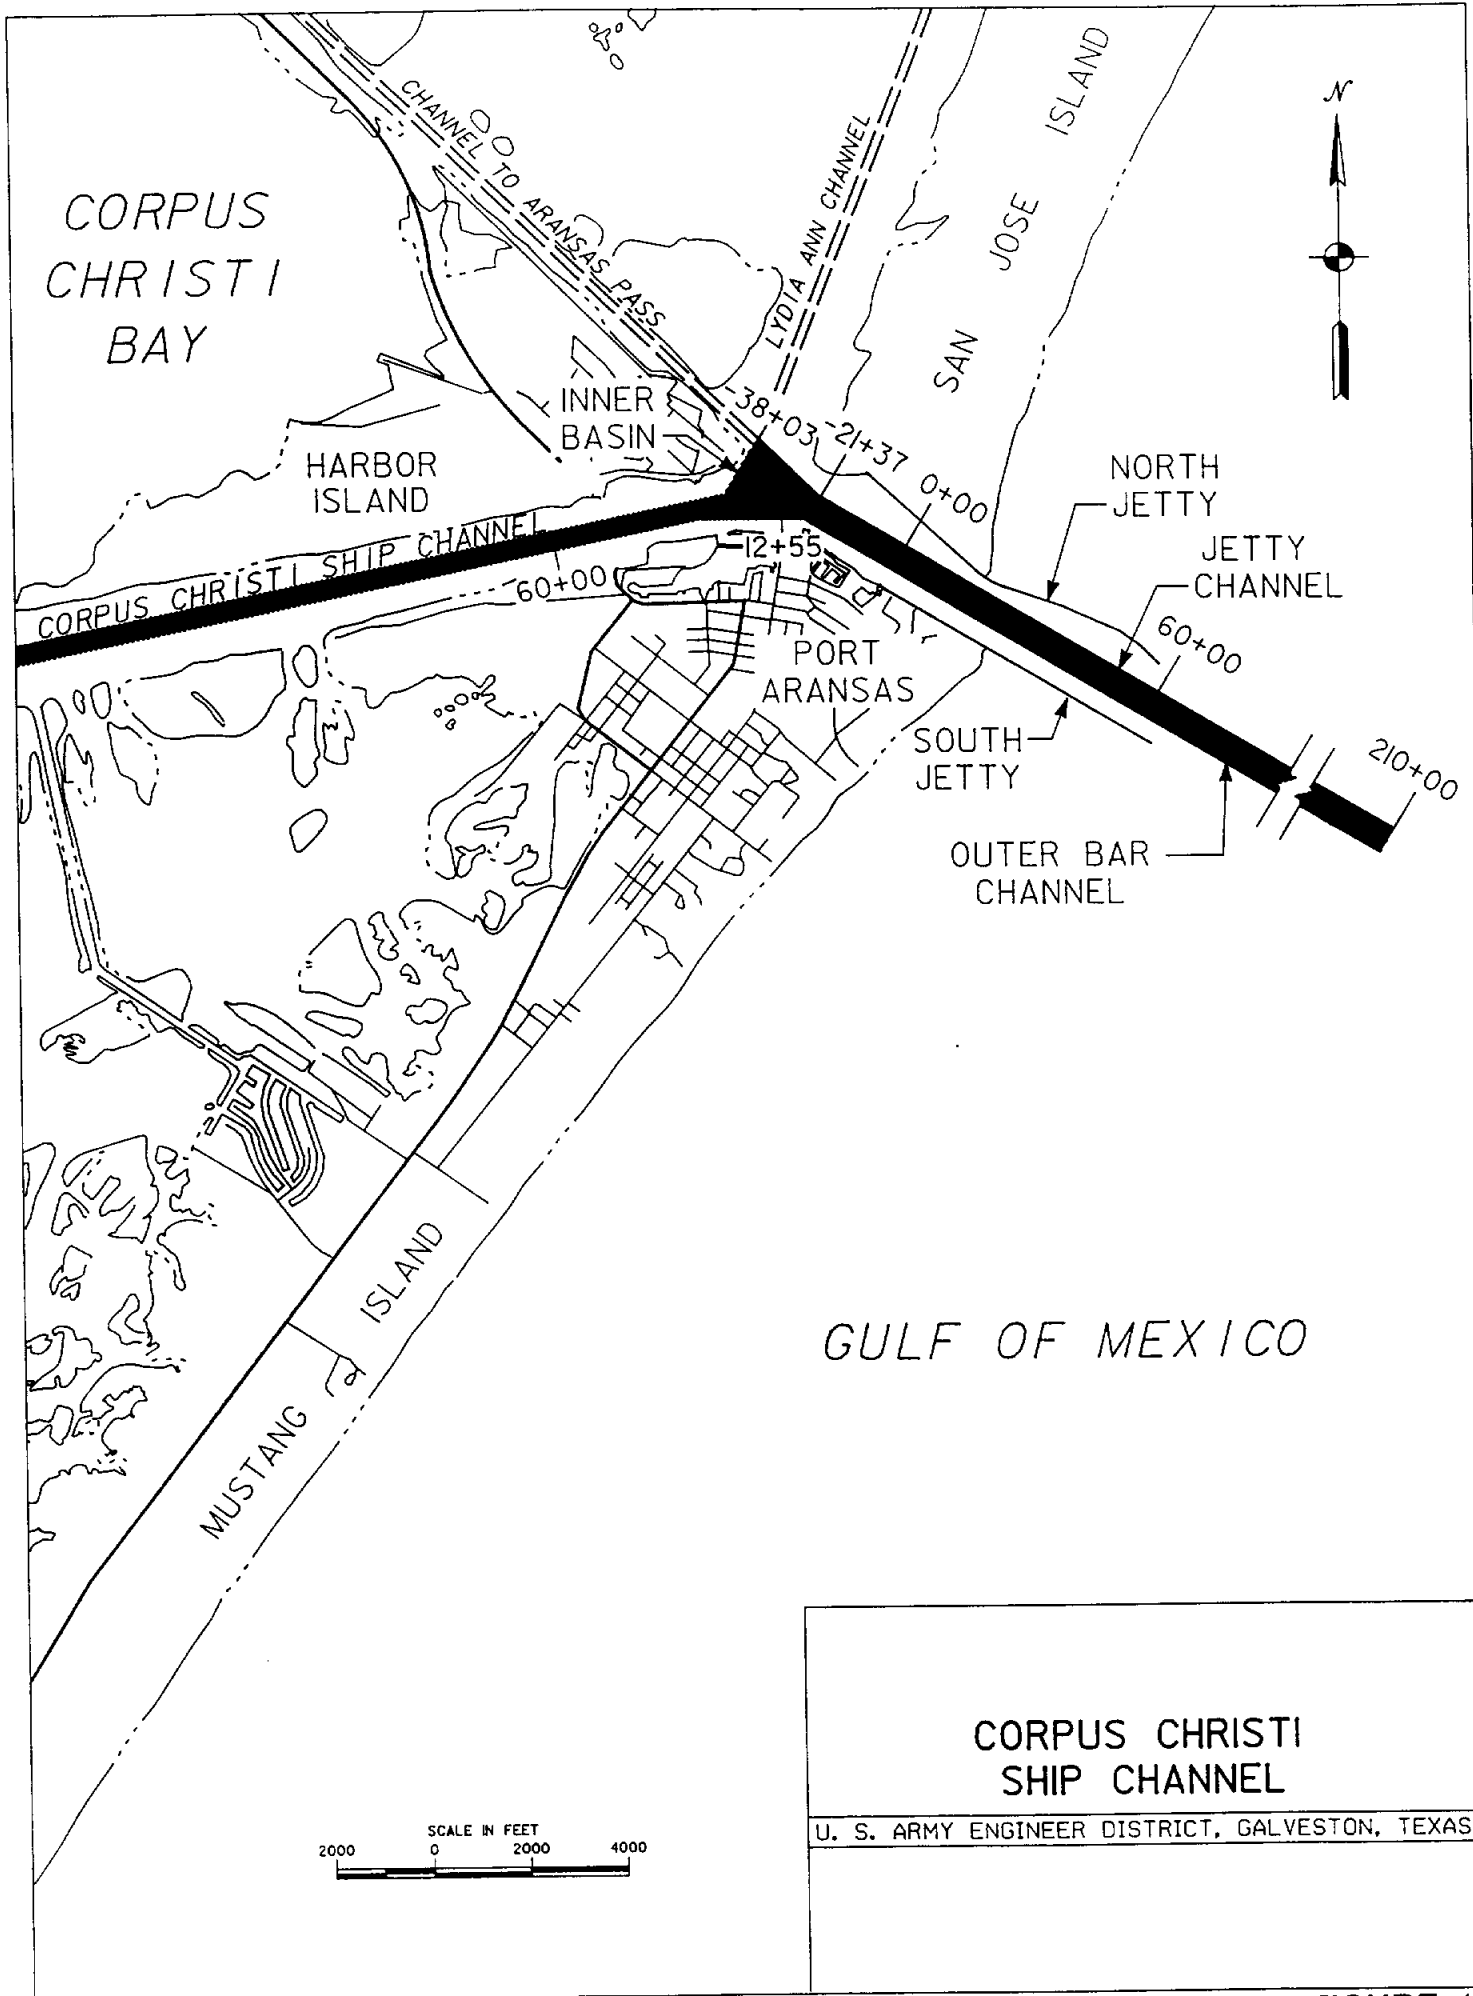 CHANNEL TO ARANSAS PASS
LYDIA ANN CHANNEL
SAN JOSE ISLAND
N
CORPUS
CHRISTI
BAY
INNER
BASIN
-38+03
-21+37
0+00
HARBOR
ISLAND
NORTH
JETTY
JETTY
CHANNEL
CORPUS CHRISTI SHIP CHANNEL
12+55
60+00
60+00
PORT
ARANSAS
SOUTH
JETTY
210+00
OUTER BAR
CHANNEL
MUSTANG ISLAND
GULF OF MEXICO
CORPUS CHRISTI
SHIP CHANNEL
U. S. ARMY ENGINEER DISTRICT, GALVESTON, TEXAS
SCALE IN FEET
2000 0 2000 4000